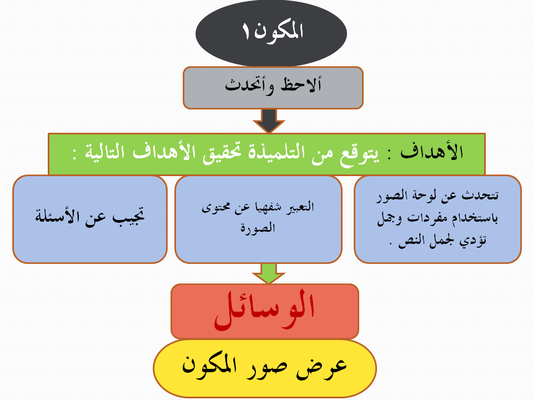 المكون١
ألاحظ وأتحدث
الأهداف : يتوقع من التلميذة تحقيق الأهداف التالية :
تتحدث عن لوحة الصور
باستخدام مفردات وجمل
تؤدي لجمل النص .
التعبير شفهيا عن محتوى
الصورة
تجيب عن الأسئلة
الوسائل
عرض صور المكون